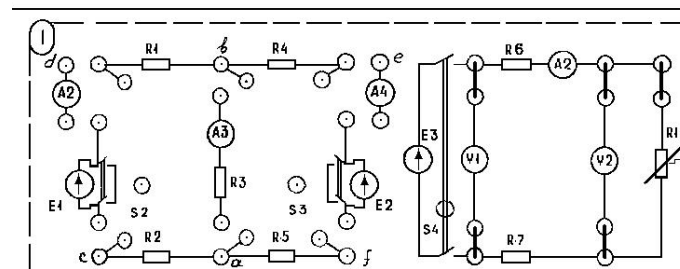 1
d R1 b R4 e R6 A2
A2 A4
A3 E3 V1 V2 R1
E1 S2 R3 S3 E2 S4
c R2 a R5 f R7